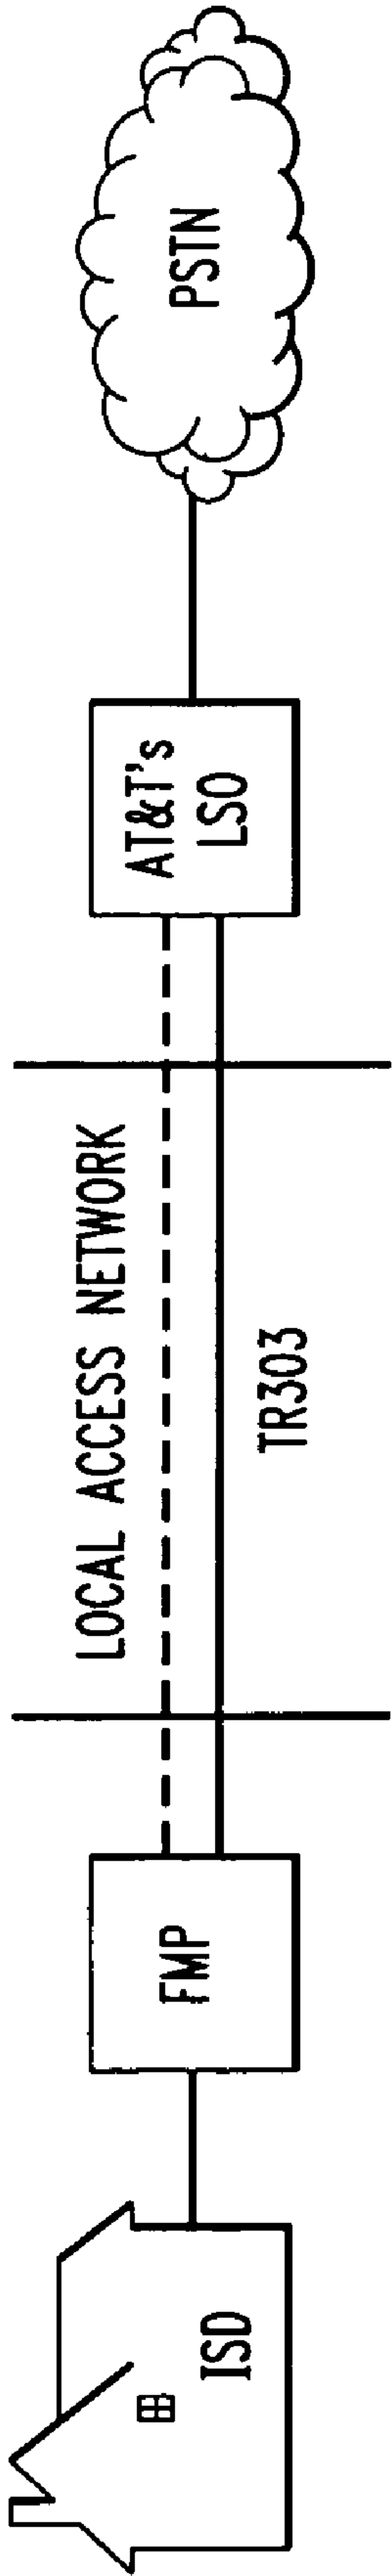 ISD
FMP
LOCAL ACCESS NETWORK
TR303
AT&T's
LSO
PSTN